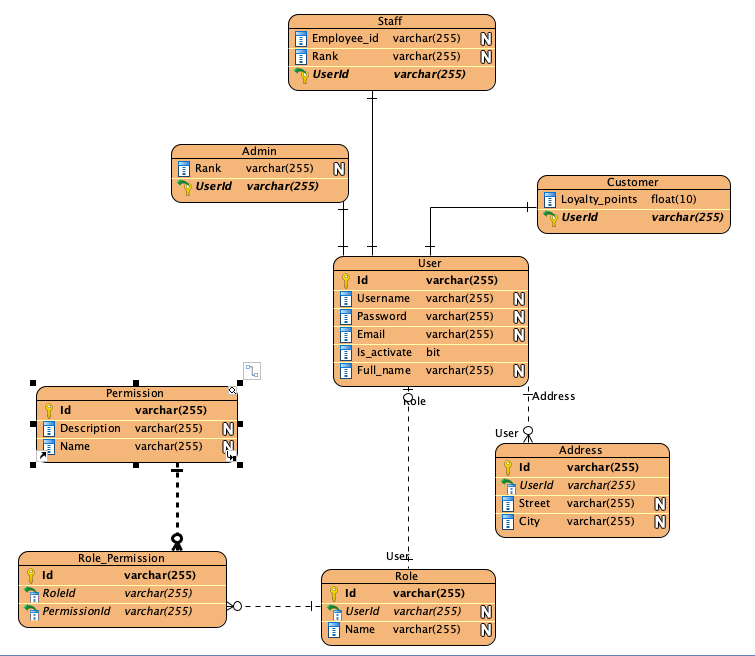 Staff
Employee_id varchar(255) N
Rank varchar(255) N
UserId varchar(255)
Admin
Rank varchar(255) N
UserId varchar(255)
Customer
Loyalty_points float(10)
UserId varchar(255)
User
Id varchar(255)
Username varchar(255) N
Password varchar(255) N
Email varchar(255) N
Is_activate bit
Full_name varchar(255) N
Role
Address
User
Permission
Id varchar(255)
Description varchar(255) N
Name varchar(255) N
Address
Id varchar(255)
UserId varchar(255)
Street varchar(255) N
City varchar(255) N
Role_Permission
Id varchar(255)
RoleId varchar(255)
PermissionId varchar(255)
User
Role
Id varchar(255)
UserId varchar(255) N
Name varchar(255) N